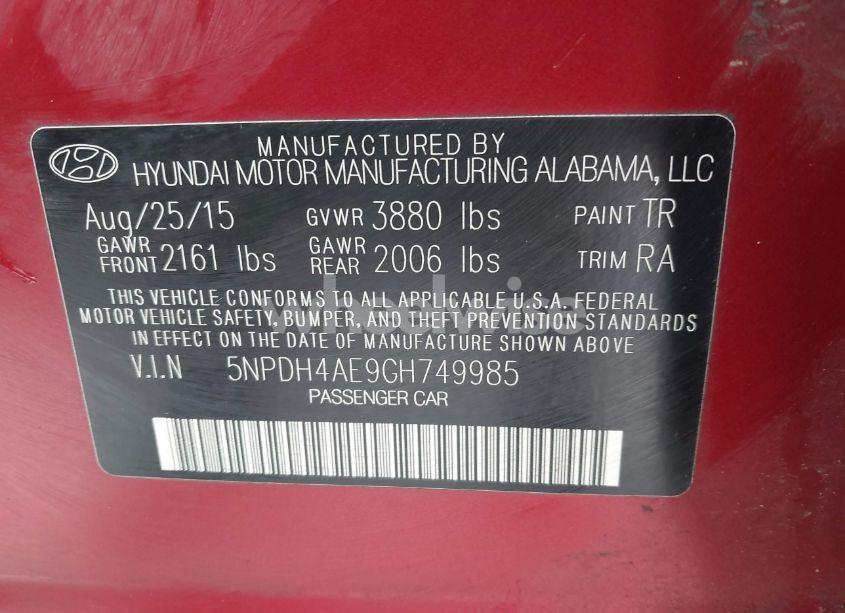 MANUFACTURED BY
HYUNDAI MOTOR MANUFACTURING ALABAMA, LLC
Aug/25/15 GVWR 3880 lbs PAINT TR
GAWR FRONT 2161 lbs GAWR REAR 2006 lbs TRIM RA
THIS VEHICLE CONFORMS TO ALL APPLICABLE U.S.A. FEDERAL
MOTOR VEHICLE SAFETY, BUMPER, AND THEFT PREVENTION STANDARDS
IN EFFECT ON THE DATE OF MANUFACTURE SHOWN ABOVE.
V.I.N 5NPDH4AE9GH749985
PASSENGER CAR